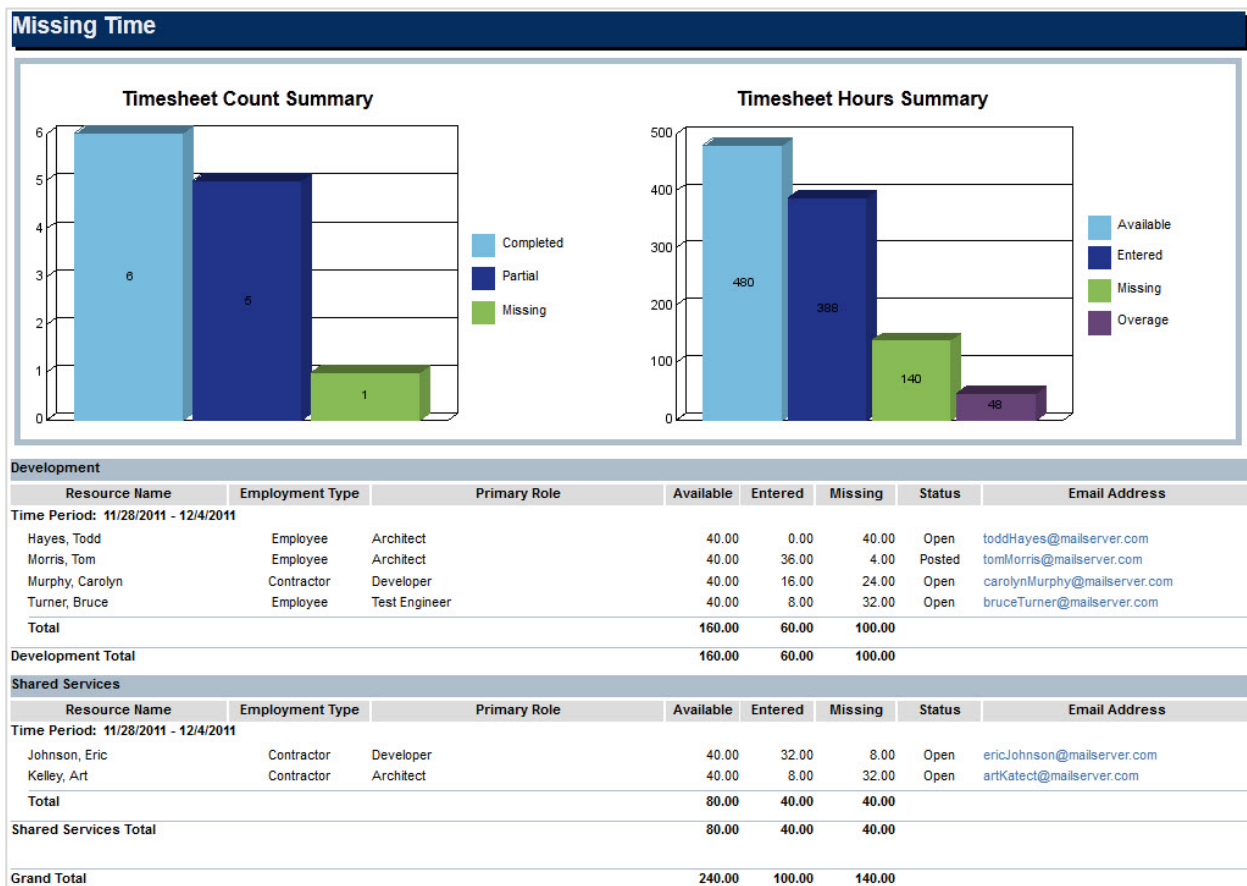 Missing Time
Timesheet Count Summary
6
5
4
3
2
1
0
6
5
1
Completed
Partial
Missing
Timesheet Hours Summary
500
400
300
200
100
0
480
388
140
48
Available
Entered
Missing
Overage
Development
Resource Name Employment Type Primary Role Available Entered Missing Status Email Address
Time Period: 11/28/2011 - 12/4/2011
Hayes, Todd Employee Architect 40.00 0.00 40.00 Open toddHayes@mailserver.com
Morris, Tom Employee Architect 40.00 36.00 4.00 Posted tomMorris@mailserver.com
Murphy, Carolyn Contractor Developer 40.00 16.00 24.00 Open carolynMurphy@mailserver.com
Turner, Bruce Employee Test Engineer 40.00 8.00 32.00 Open bruceTurner@mailserver.com
Total 160.00 60.00 100.00
Development Total 160.00 60.00 100.00
Shared Services
Resource Name Employment Type Primary Role Available Entered Missing Status Email Address
Time Period: 11/28/2011 - 12/4/2011
Johnson, Eric Contractor Developer 40.00 32.00 8.00 Open ericJohnson@mailserver.com
Kelley, Art Contractor Architect 40.00 8.00 32.00 Open artKatect@mailserver.com
Total 80.00 40.00 40.00
Shared Services Total 80.00 40.00 40.00
Grand Total 240.00 100.00 140.00